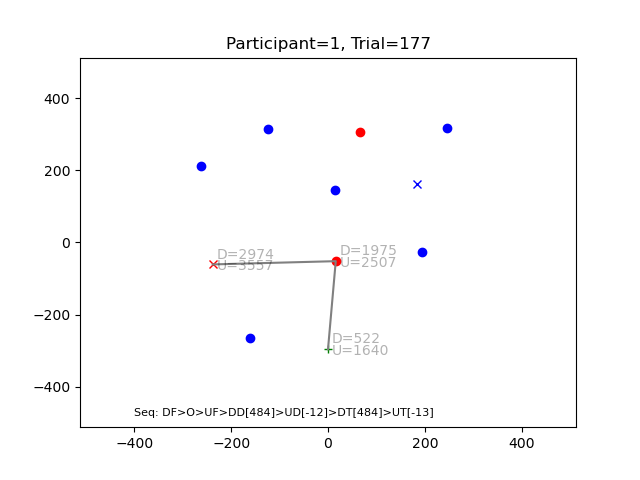 Participant=1, Trial=177
400
200
0
−200
−400
D=2974
U=3557
D=1975
U=2507
D=522
U=1640
Seq: DF>O>UF>DD[484]>UD[-12]>DT[484]>UT[-13]
−400 −200 0 200 400